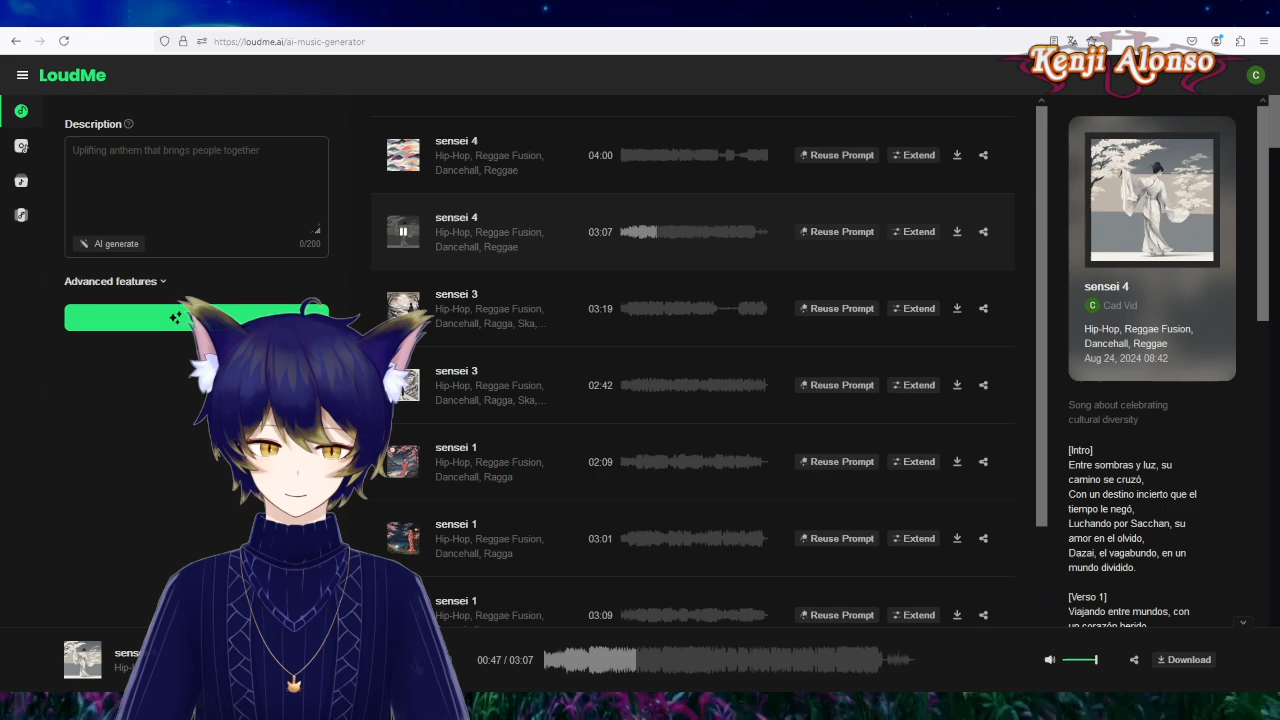 https://loudme.ai/ai-music-generator
Kenji Alonso
LoudMe
C
Description
Uplifting anthem that brings people together
AI generate
0/200
Advanced features
sensei 4
Hip-Hop, Reggae Fusion,
Dancehall, Reggae
04:00
Reuse Prompt
Extend
sensei 4
Hip-Hop, Reggae Fusion,
Dancehall, Reggae
03:07
Reuse Prompt
Extend
sensei 3
Hip-Hop, Reggae Fusion,
Dancehall, Ragga, Ska,...
03:19
Reuse Prompt
Extend
sensei 3
Hip-Hop, Reggae Fusion,
Dancehall, Ragga, Ska,...
02:42
Reuse Prompt
Extend
sensei 1
Hip-Hop, Reggae Fusion,
Dancehall, Ragga
02:09
Reuse Prompt
Extend
sensei 1
Hip-Hop, Reggae Fusion,
Dancehall, Ragga
03:01
Reuse Prompt
Extend
sensei 1
Hip-Hop, Reggae Fusion,
03:09
Reuse Prompt
Extend
sensei 4
C Cad Vid
Hip-Hop, Reggae Fusion,
Dancehall, Reggae
Aug 24, 2024 08:42
Song about celebrating
cultural diversity
[Intro]
Entre sombras y luz, su
camino se cruzó,
Con un destino incierto que el
tiempo le negó,
Luchando por Sacchan, su
amor en el olvido,
Dazai, el vagabundo, en un
mundo dividido.
[Verso 1]
Viajando entre mundos, con
un corazón herido
00:47 / 03:07
Download